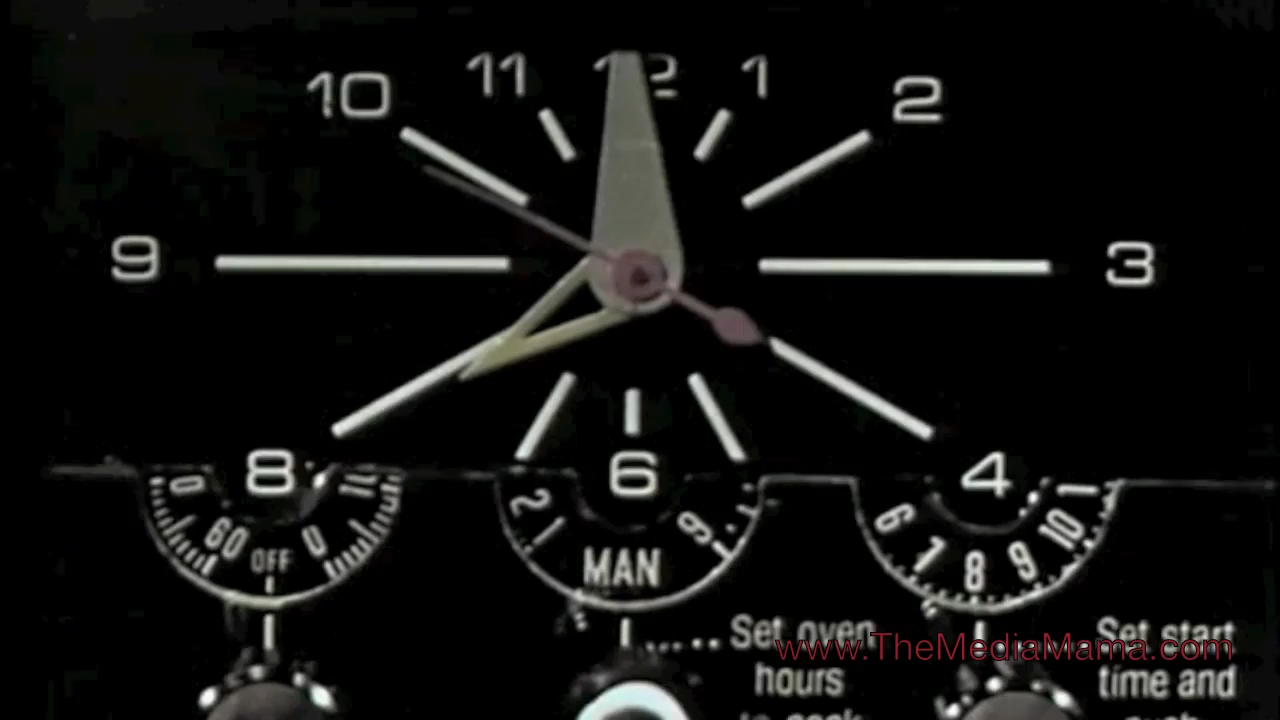 10 11 12 1 2
9 3
8 6 4
0 60 OFF 0
2 1 MAN
6 7 8 9 10
Set oven
hours
Set start
time and
www.TheMediaMama.com